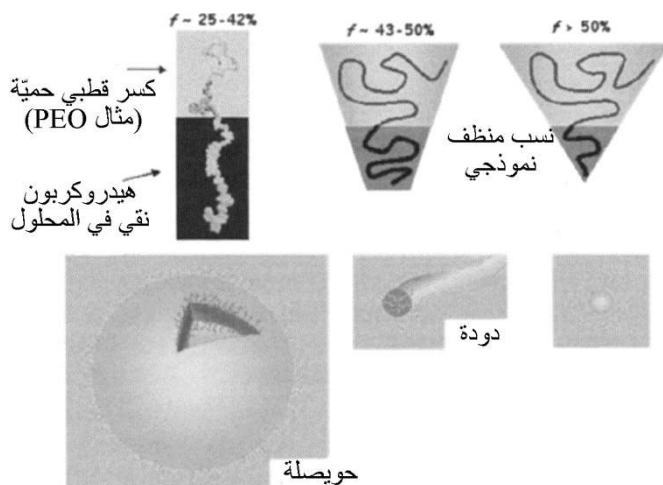 f ~ 25-42%
f ~ 43-50%
f > 50%
كسر قطبي حميّة
(مثال PEO)
نسب منظف
نموذجي
هيدروكربون
نقي في المحلول
دودة
حويصلة